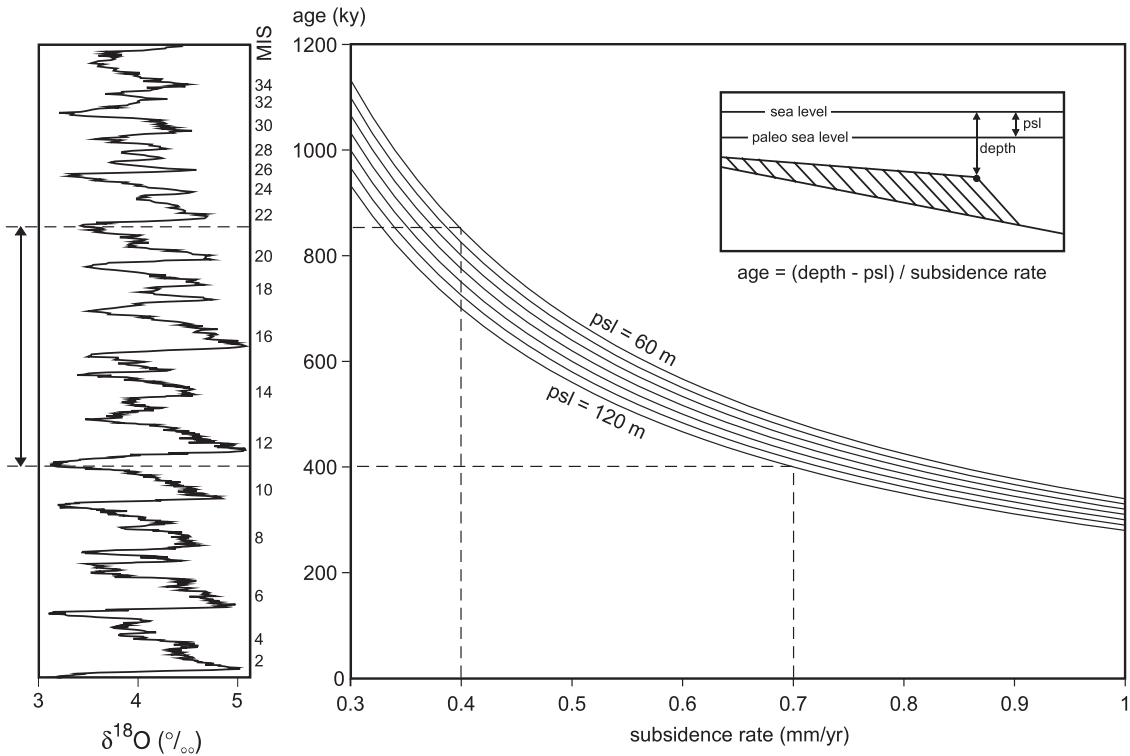 age (ky)
MIS
1200
1000
800
600
400
200
0
34
32
30
28
26
24
22
20
18
16
14
12
10
8
6
4
2
3 4 5
δ18O (°/₀₀)
sea level
psl
paleo sea level
depth
age = (depth - psl) / subsidence rate
psl = 60 m
psl = 120 m
0.3 0.4 0.5 0.6 0.7 0.8 0.9 1
subsidence rate (mm/yr)